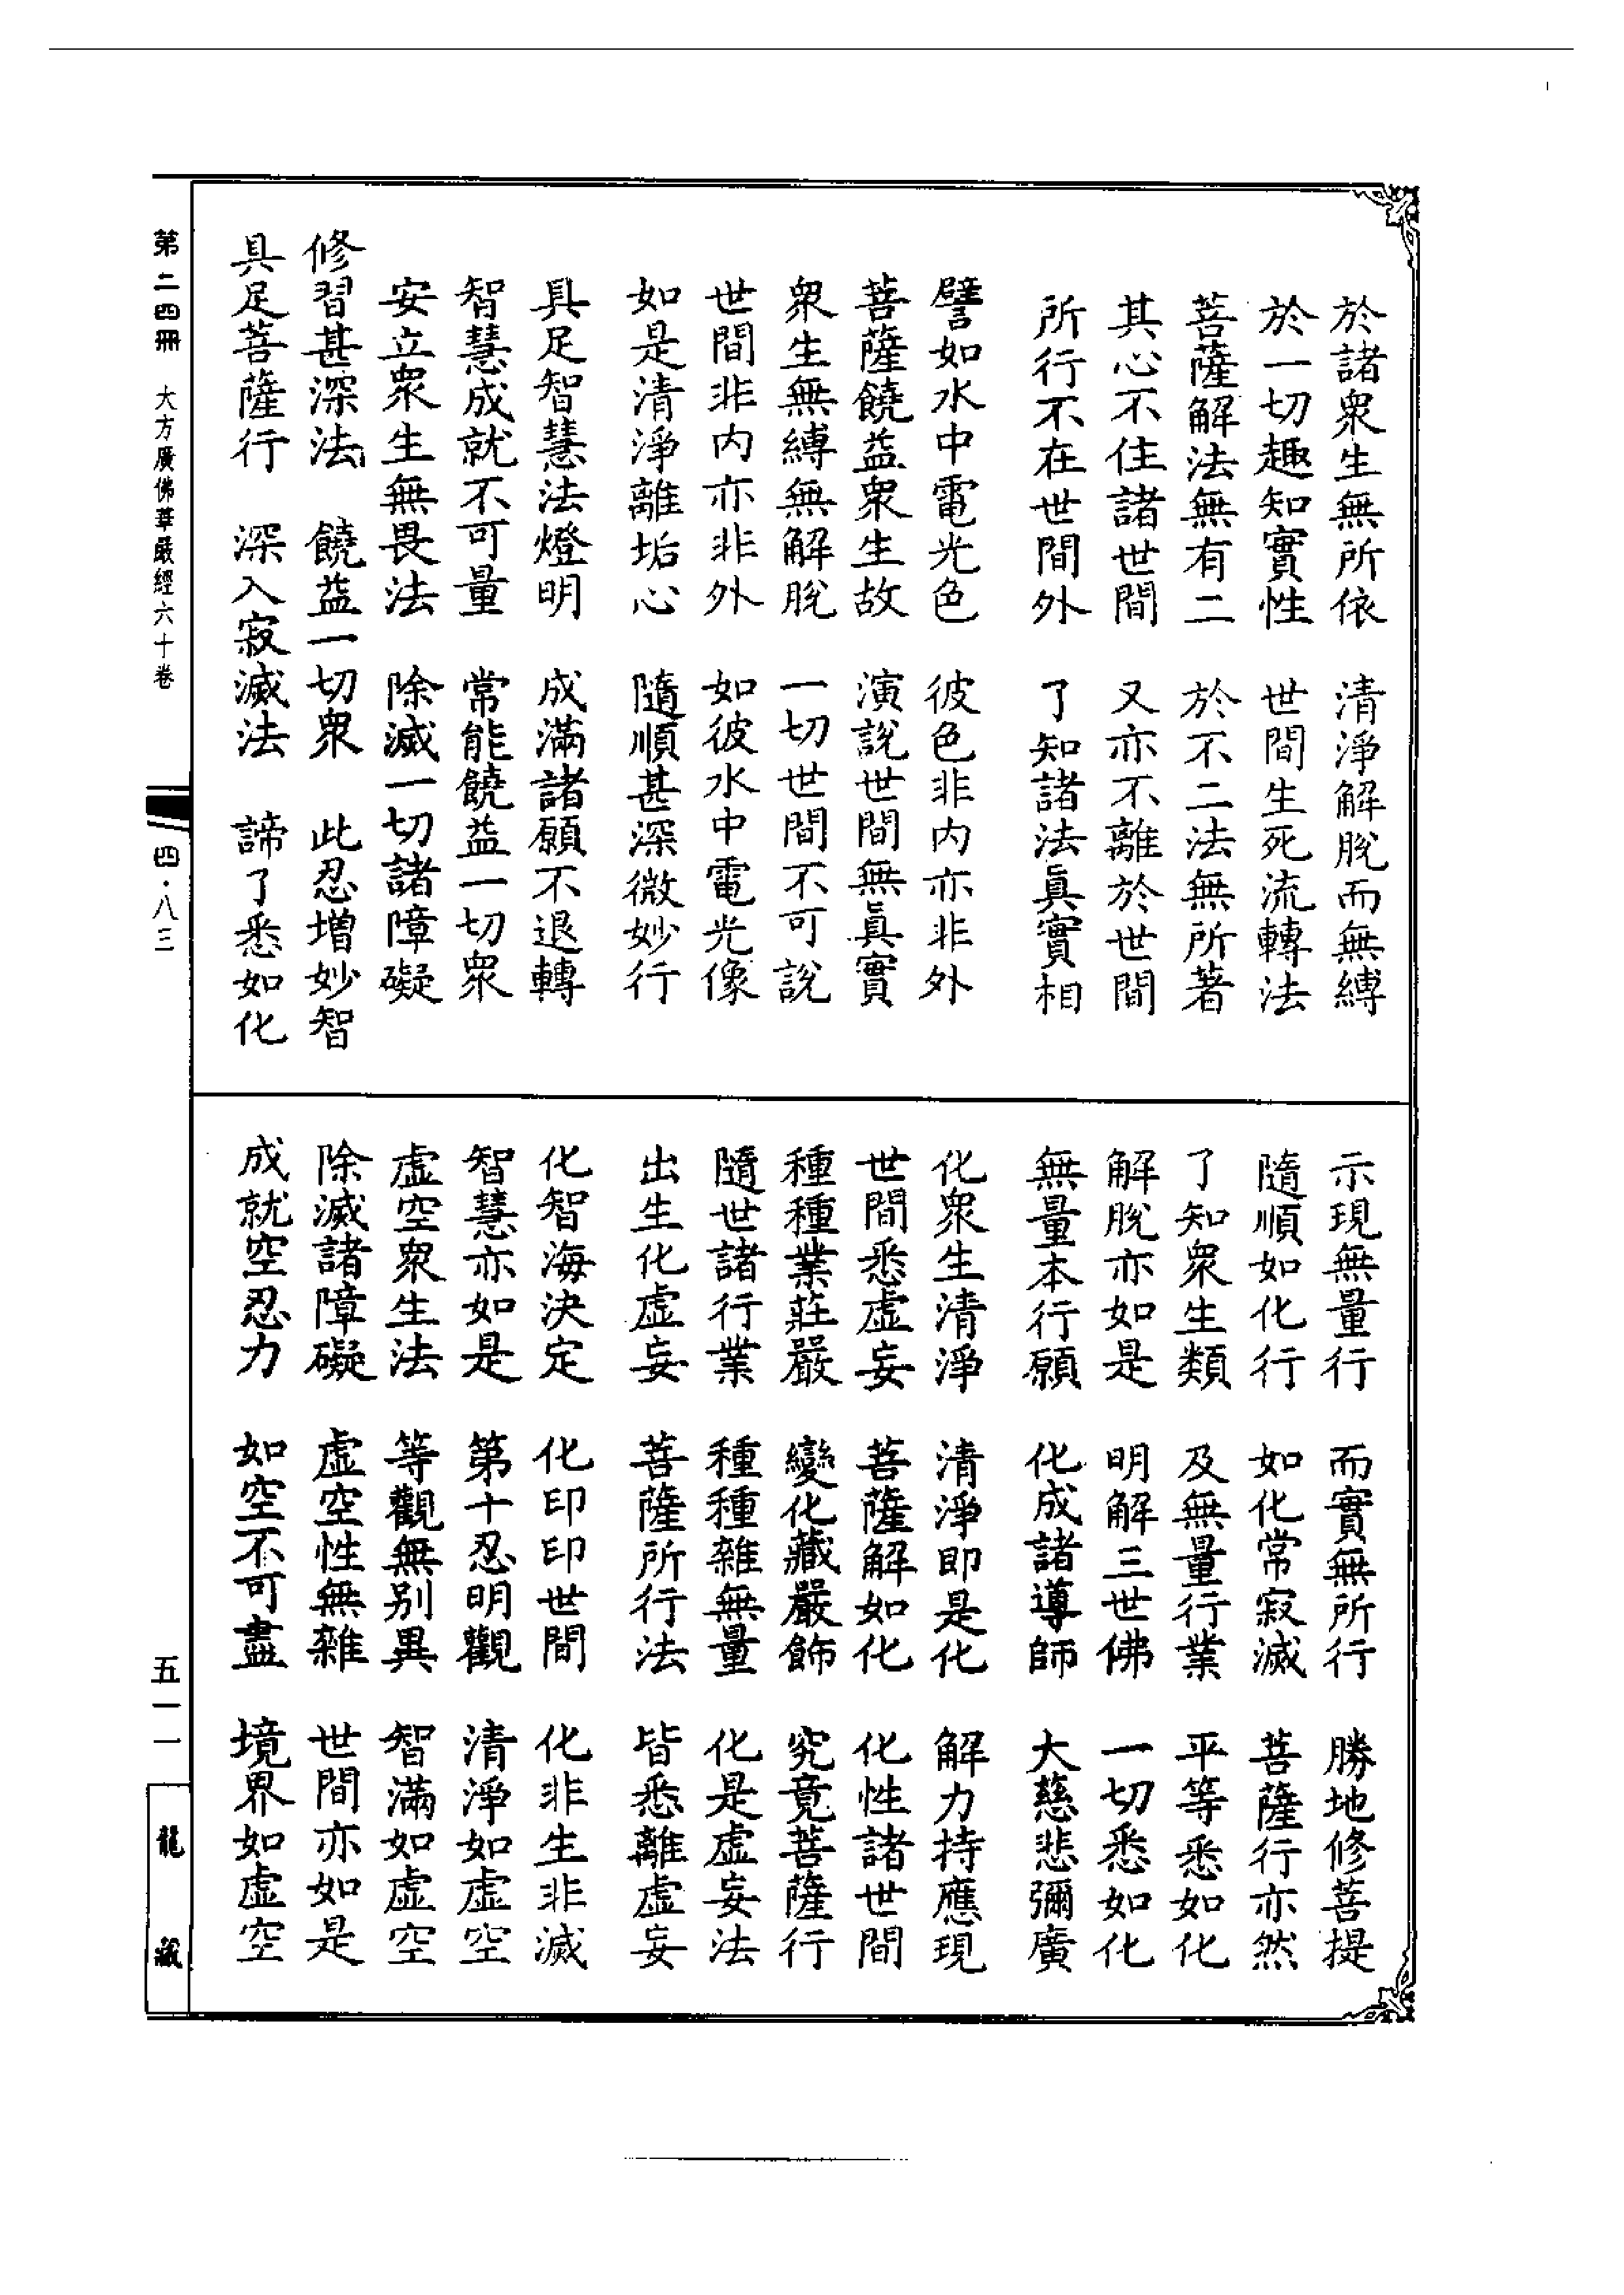 於諸衆生無所依　清淨解脫而無縛
於一切趣知實性　世間生死流轉法
菩薩解法無有二　於不二法無所著
其心不住諸世間　又亦不離於世間
所行不在世間外　了知諸法眞實相
譬如水中電光色　彼色非内亦非外
菩薩饒益衆生故　演説世間無眞實
衆生無縛無解脫　一切世間不可説
世間非内亦非外　如彼水中電光像
如是清淨離垢心　隨順甚深微妙行
具足智慧法燈明　成滿諸願不退轉
智慧成就不可量　常能饒益一切衆
安立衆生無畏法　除滅一切諸障礙
修習甚深法　饒益一切衆　此忍增妙智
具足菩薩行　深入寂滅法　諦了悉如化
示現無量行　而實無所行　勝地修菩提
隨順如化行　如化常寂滅　菩薩行亦然
了知衆生類　及無量行業　平等悉如化
解脫亦如是　明解三世佛　一切悉如化
無量本行願　化成諸導師　大慈悲彌廣
化衆生清淨　清淨即是化　解力持應現
世間悉虛妄　菩薩解如化　化性諸世間
種種業莊嚴　變化藏嚴飾　究竟菩薩行
隨世諸行業　種種雜無量　化是虛妄法
出生化虛妄　菩薩所行法　皆悉離虛妄
化智海決定　化印印世間　化非生非滅
智慧亦如是　第十忍明觀　清淨如虛空
虛空衆生法　等觀無别異　智滿如虛空
除滅諸障礙　虛空性無雜　世間亦如是
成就空忍力　如空不可盡　境界如虛空
第二四冊　大方廣佛華嚴經六十卷　四·八三
五一一　龍藏